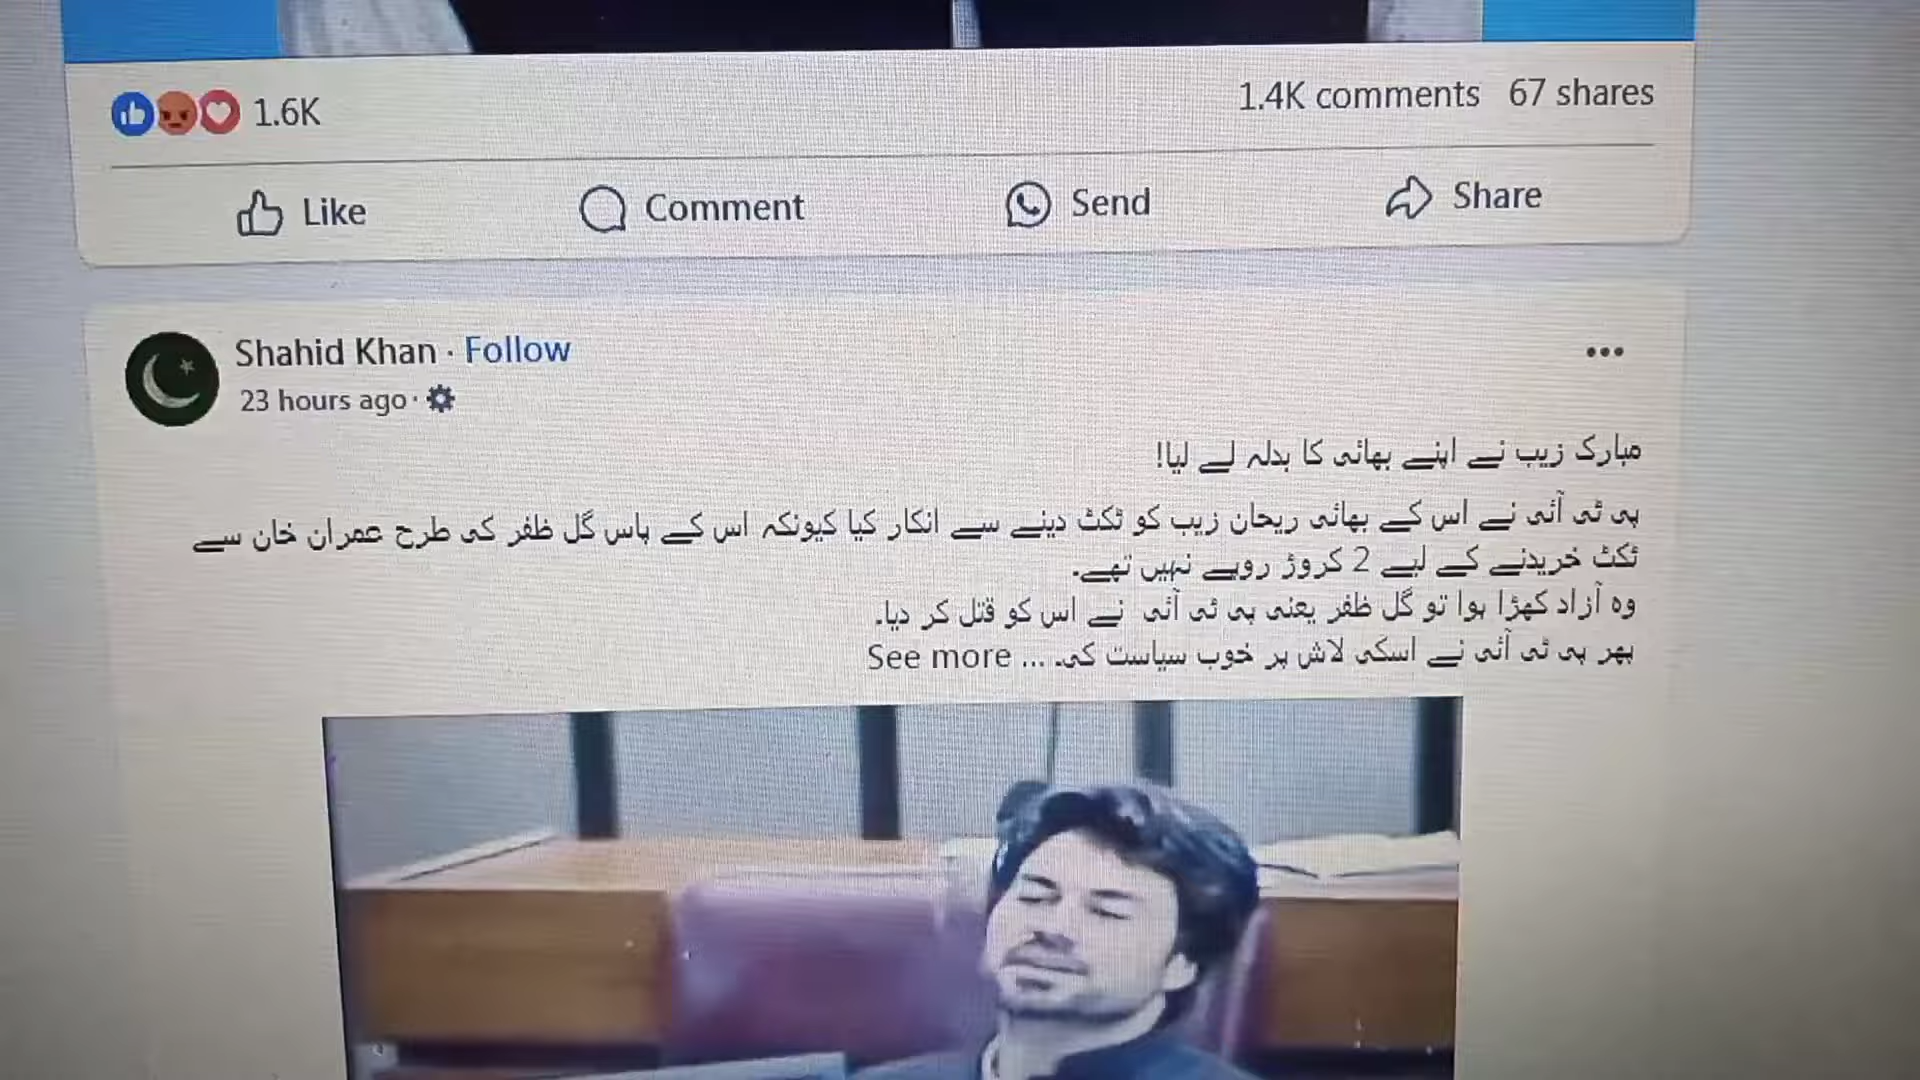 1.6K
1.4K comments 67 shares
Like Comment Send Share
Shahid Khan · Follow
23 hours ago ·
مبارک زیب نے اپنے بھائی کا بدلہ لے لیا!
پی ٹی آئی نے اس کے بھائی ریحان زیب کو ٹکٹ دینے سے انکار کیا کیونکہ اس کے پاس گل ظفر کی طرح عمران خان سے
ٹکٹ خریدنے کے لیے 2 کروڑ روپے نہیں تھے۔
وہ آزاد کھڑا ہوا تو گل ظفر یعنی پی ٹی آئی نے اس کو قتل کر دیا۔
پھر پی ٹی آئی نے اسکی لاش پر خوب سیاست کی۔ ... See more